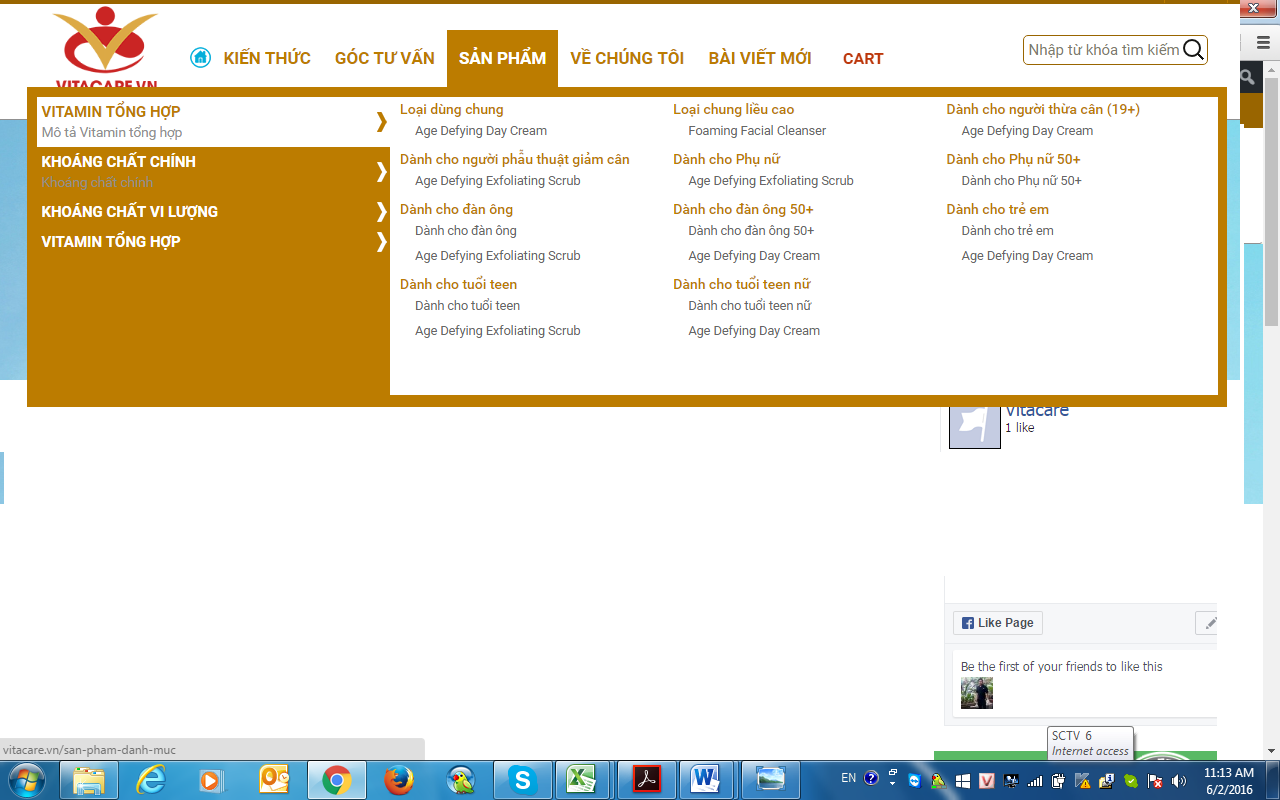 VITACARE.VN
KIẾN THỨC
GÓC TƯ VẤN
SẢN PHẨM
VỀ CHÚNG TÔI
BÀI VIẾT MỚI
CART
Nhập từ khóa tìm kiếm
VITAMIN TỔNG HỢP
Mô tả Vitamin tổng hợp
KHOÁNG CHẤT CHÍNH
Khoáng chất chính
KHOÁNG CHẤT VI LƯỢNG
VITAMIN TỔNG HỢP
Loại dùng chung
Age Defying Day Cream
Loại chung liều cao
Foaming Facial Cleanser
Dành cho người thừa cân (19+)
Age Defying Day Cream
Dành cho người phẫu thuật giảm cân
Age Defying Exfoliating Scrub
Dành cho Phụ nữ
Age Defying Exfoliating Scrub
Dành cho Phụ nữ 50+
Dành cho Phụ nữ 50+
Dành cho đàn ông
Dành cho đàn ông
Age Defying Exfoliating Scrub
Dành cho đàn ông 50+
Dành cho đàn ông 50+
Age Defying Day Cream
Dành cho trẻ em
Dành cho trẻ em
Age Defying Day Cream
Dành cho tuổi teen
Dành cho tuổi teen
Age Defying Exfoliating Scrub
Dành cho tuổi teen nữ
Dành cho tuổi teen nữ
Age Defying Day Cream
Vitacare
1 like
Like Page
Be the first of your friends to like this
SCTV 6
Internet access
vitacare.vn/san-pham-danh-muc
EN
11:13 AM
6/2/2016